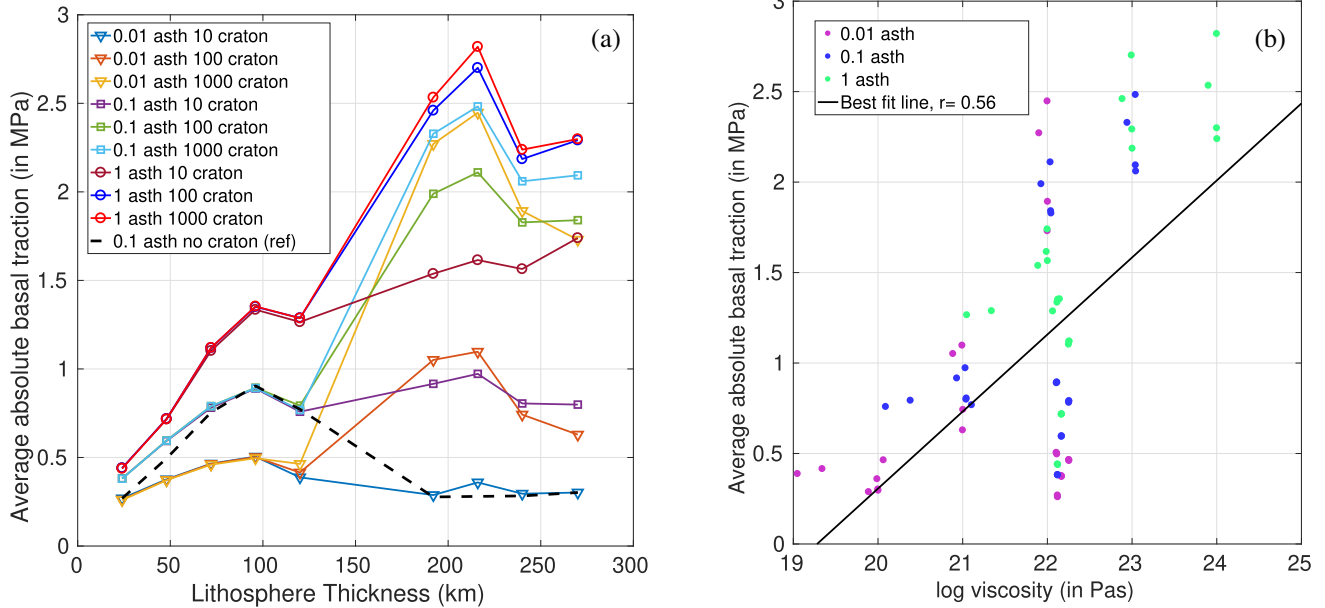 (a)
0.01 asth 10 craton
0.01 asth 100 craton
0.01 asth 1000 craton
0.1 asth 10 craton
0.1 asth 100 craton
0.1 asth 1000 craton
1 asth 10 craton
1 asth 100 craton
1 asth 1000 craton
0.1 asth no craton (ref)
Average absolute basal traction (in MPa)
3
2.5
2
1.5
1
0.5
0
0
50
100
150
200
250
300
Lithosphere Thickness (km)
(b)
0.01 asth
0.1 asth
1 asth
Best fit line, r= 0.56
Average absolute basal traction (in MPa)
3
2.5
2
1.5
1
0.5
0
19
20
21
22
23
24
25
log viscosity (in Pas)